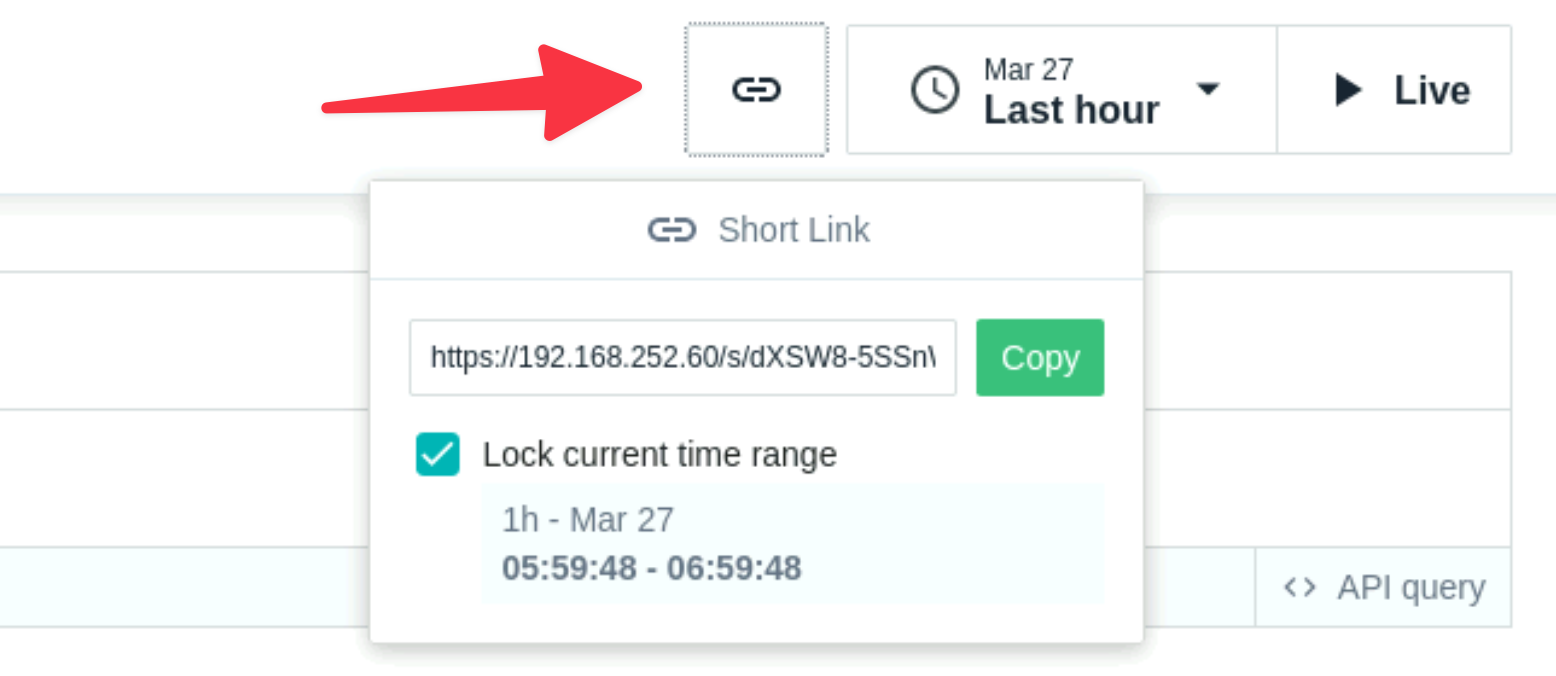 Mar 27
Last hour
Live
Short Link
https://192.168.252.60/s/dXSW8-5SSn
Copy
Lock current time range
1h - Mar 27
05:59:48 - 06:59:48
<> API query